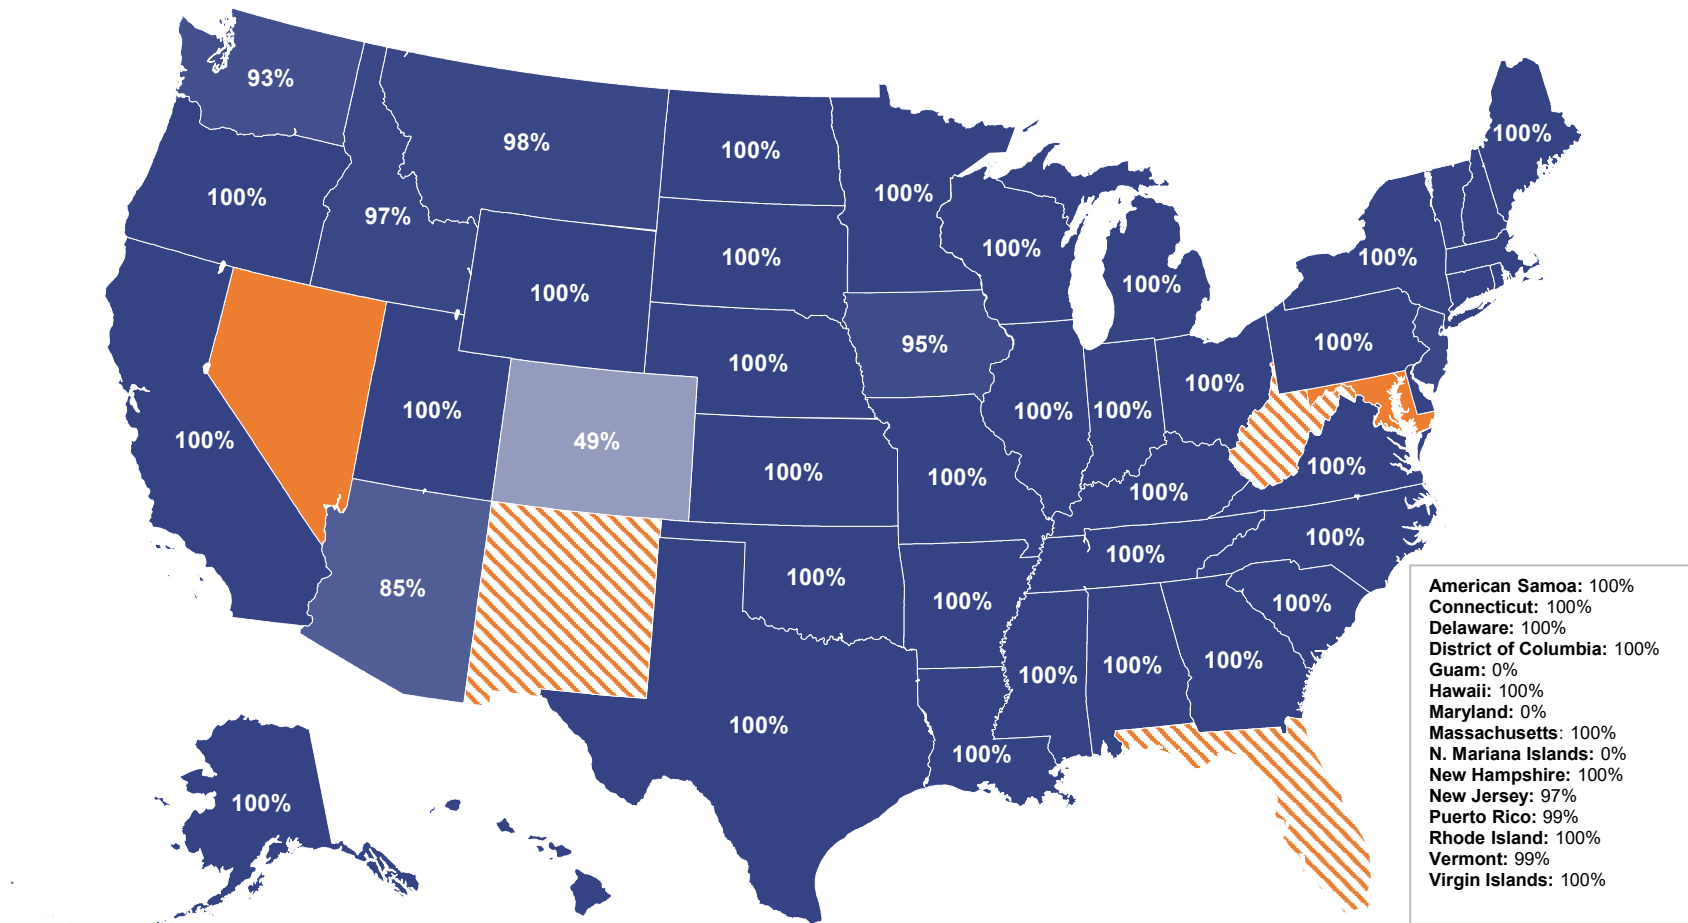 93%
98%
100%
100%
100%
100%
97%
100%
100%
100%
100%
100%
100%
95%
100%
100%
100%
100%
100%
49%
100%
100%
100%
100%
100%
100%
100%
100%
100%
85%
100%
100%
100%
100%
100%
100%
100%
100%
100%
100%
American Samoa: 100%
Connecticut: 100%
Delaware: 100%
District of Columbia: 100%
Guam: 0%
Hawaii: 100%
Maryland: 0%
Massachusetts: 100%
N. Mariana Islands: 0%
New Hampshire: 100%
New Jersey: 97%
Puerto Rico: 99%
Rhode Island: 100%
Vermont: 99%
Virgin Islands: 100%